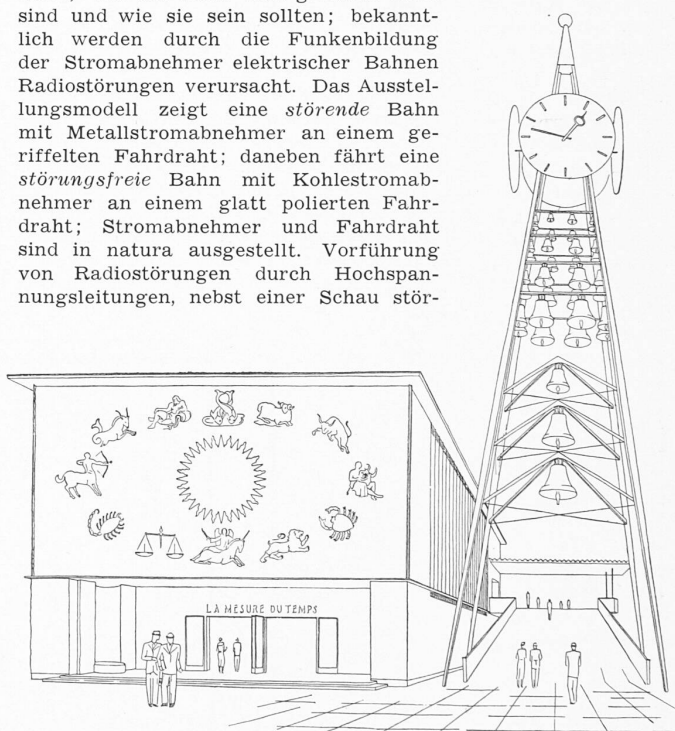 sind und wie sie sein sollten; bekannt-
lich werden durch die Funkenbildung
der Stromabnehmer elektrischer Bahnen
Radiostörungen verursacht. Das Ausstel-
lungsmodell zeigt eine störende Bahn
mit Metallstromabnehmer an einem ge-
riffelten Fahrdraht; daneben fährt eine
störungsfreie Bahn mit Kohlestromab-
nehmer an einem glatt polierten Fahr-
draht; Stromabnehmer und Fahrdraht
sind in natura ausgestellt. Vorführung
von Radiostörungen durch Hochspan-
nungsleitungen, nebst einer Schau stör-
LA MESURE DU TEMPS